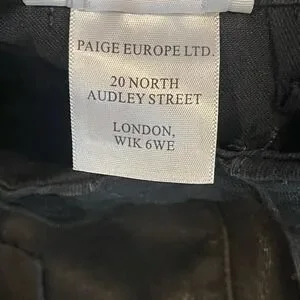 PAIGE EUROPE LTD.
20 NORTH
AUDLEY STREET
LONDON,
WIK 6WE